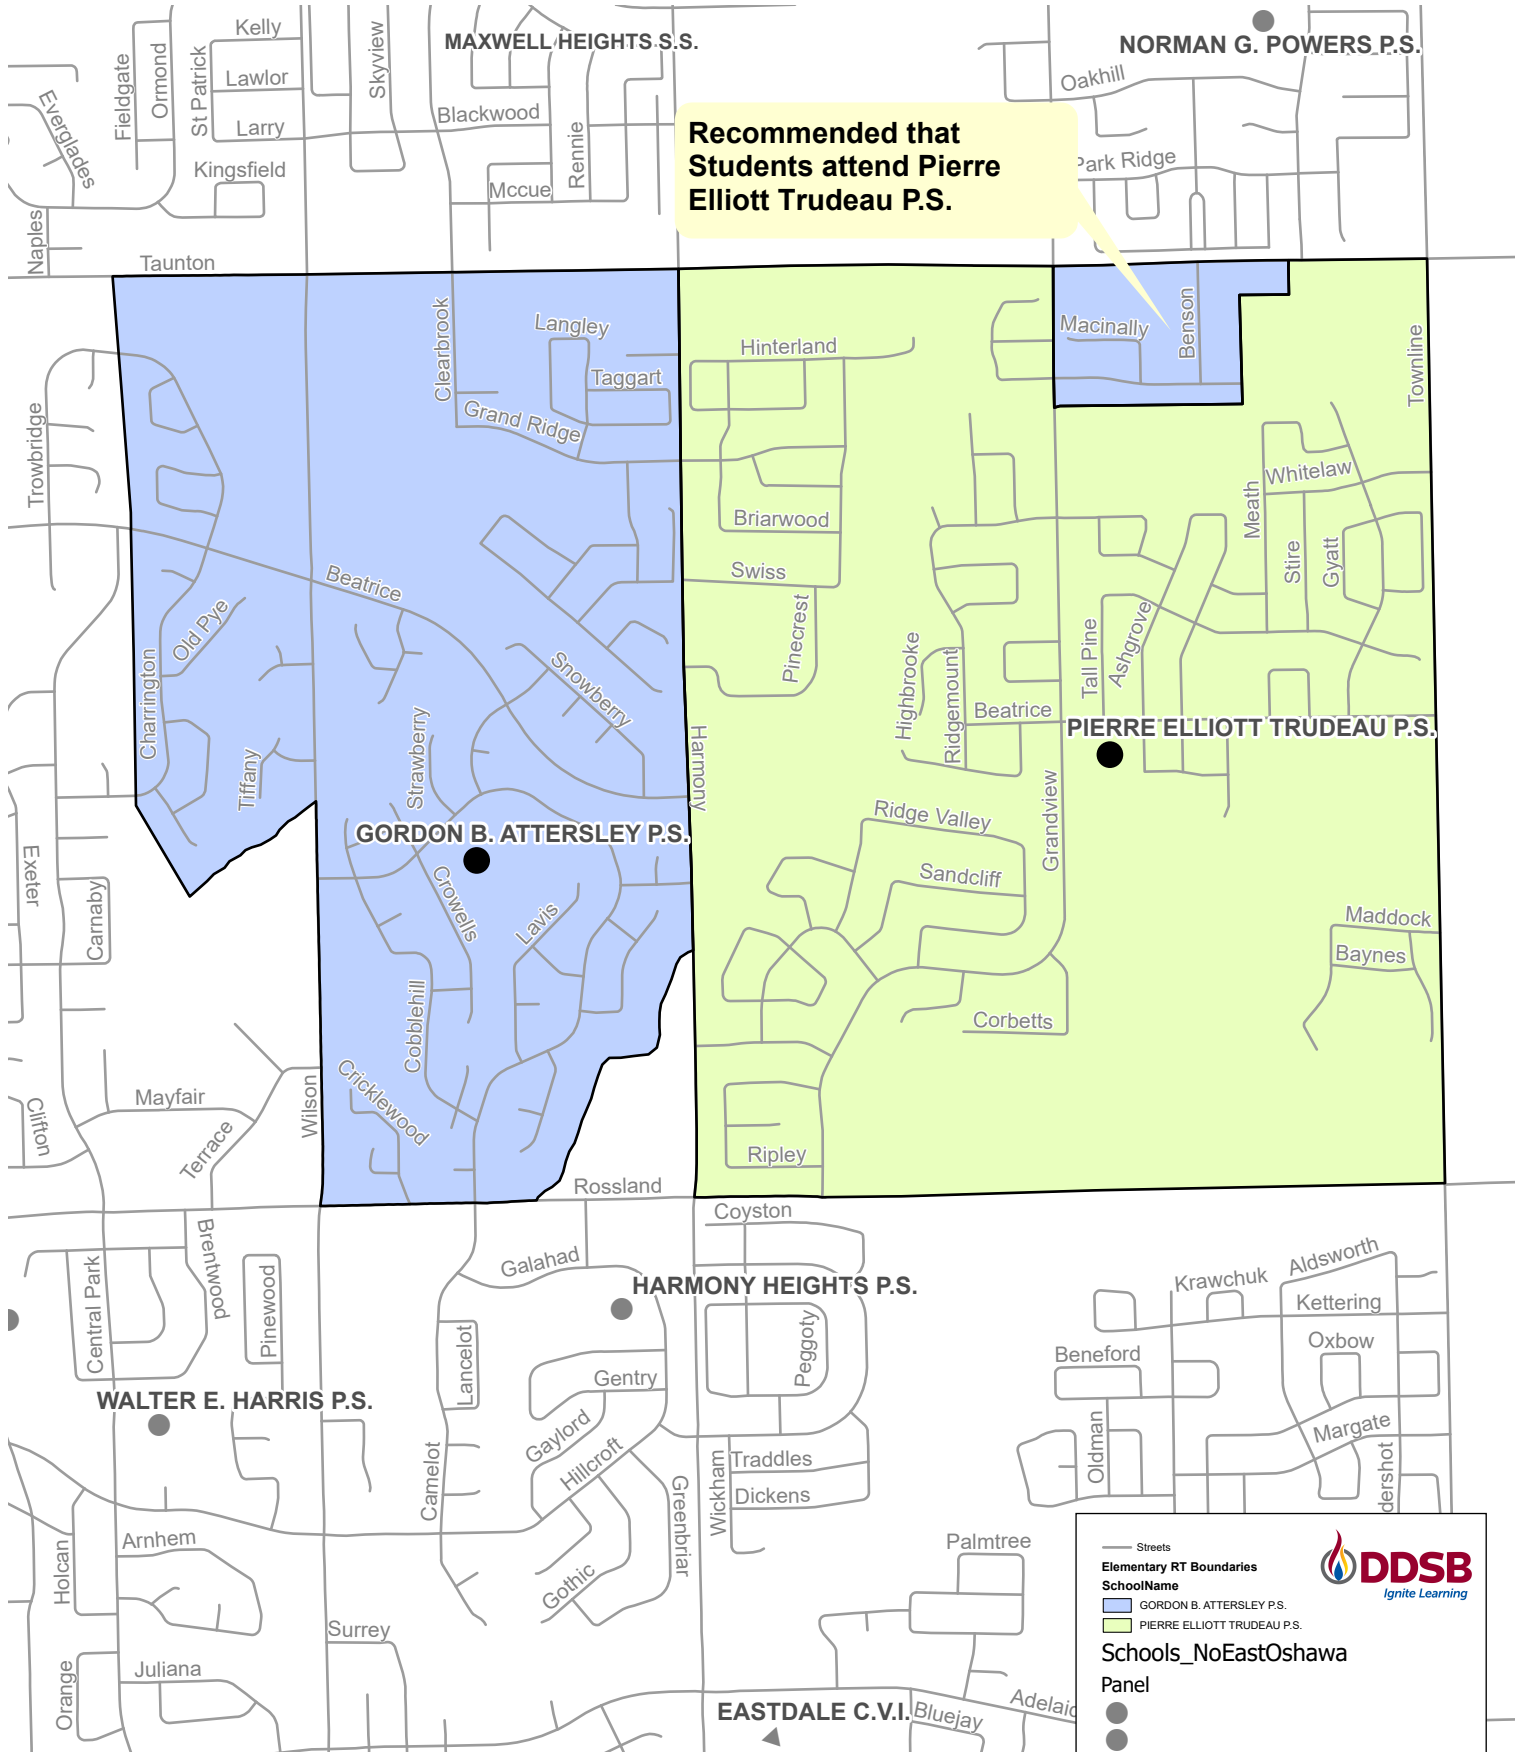 Kelly
MAXWELL HEIGHTS S.S.
NORMAN G. POWERS P.S.
Fieldgate
Ormond
St Patrick
Skyview
Lawlor
Oakhill
Everglades
Larry
Blackwood
Rennie
Recommended that
Students attend Pierre
Elliott Trudeau P.S.
Kingsfield
Mccue
Park Ridge
Naples
Taunton
Clearbrook
Langley
Taggart
Grand Ridge
Hinterland
Macinally
Benson
Townline
Trowbridge
Briarwood
Swiss
Pinecrest
Whitelaw
Meath
Stire
Gyatt
Beatrice
Old Pye
Charrington
Snowberry
Strawberry
Tiffany
Harmony
Highbrooke
Ridgemount
Beatrice
Tall Pine
Ashgrove
PIERRE ELLIOTT TRUDEAU P.S.
Grandview
GORDON B. ATTERSLEY P.S.
Ridge Valley
Sandcliff
Exeter
Carnaby
Crowells
Lavis
Maddock
Baynes
Cobblehill
Corbetts
Cricklewood
Clifton
Mayfair
Terrace
Wilson
Ripley
Rossland
Coyston
Brentwood
Central Park
Pinewood
Galahad
HARMONY HEIGHTS P.S.
Aldsworth
Krawchuk
Kettering
Oxbow
Beneford
Lancelot
Peggoty
Gentry
WALTER E. HARRIS P.S.
Gaylord
Hillcroft
Camelot
Greenbriar
Wickham
Traddles
Dickens
Oldman
Margate
dershot
Arnhem
Holcan
Gothic
Palmtree
Surrey
Juliana
Orange
EASTDALE C.V.I.
Bluejay
Adelaid
Streets
Elementary RT Boundaries
SchoolName
GORDON B. ATTERSLEY P.S.
PIERRE ELLIOTT TRUDEAU P.S.
Schools_NoEastOshawa
Panel
DDSB
Ignite Learning